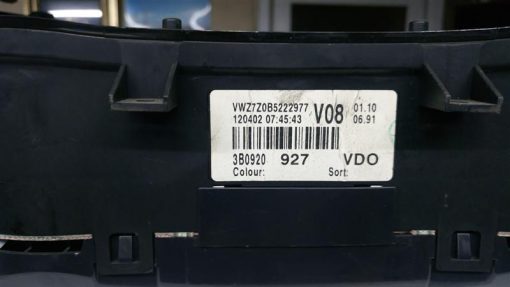 VWZ7Z0B5222977 V08 01.10
120402 07:45:43 06.91
3B0920 927 VDO
Colour: Sort: